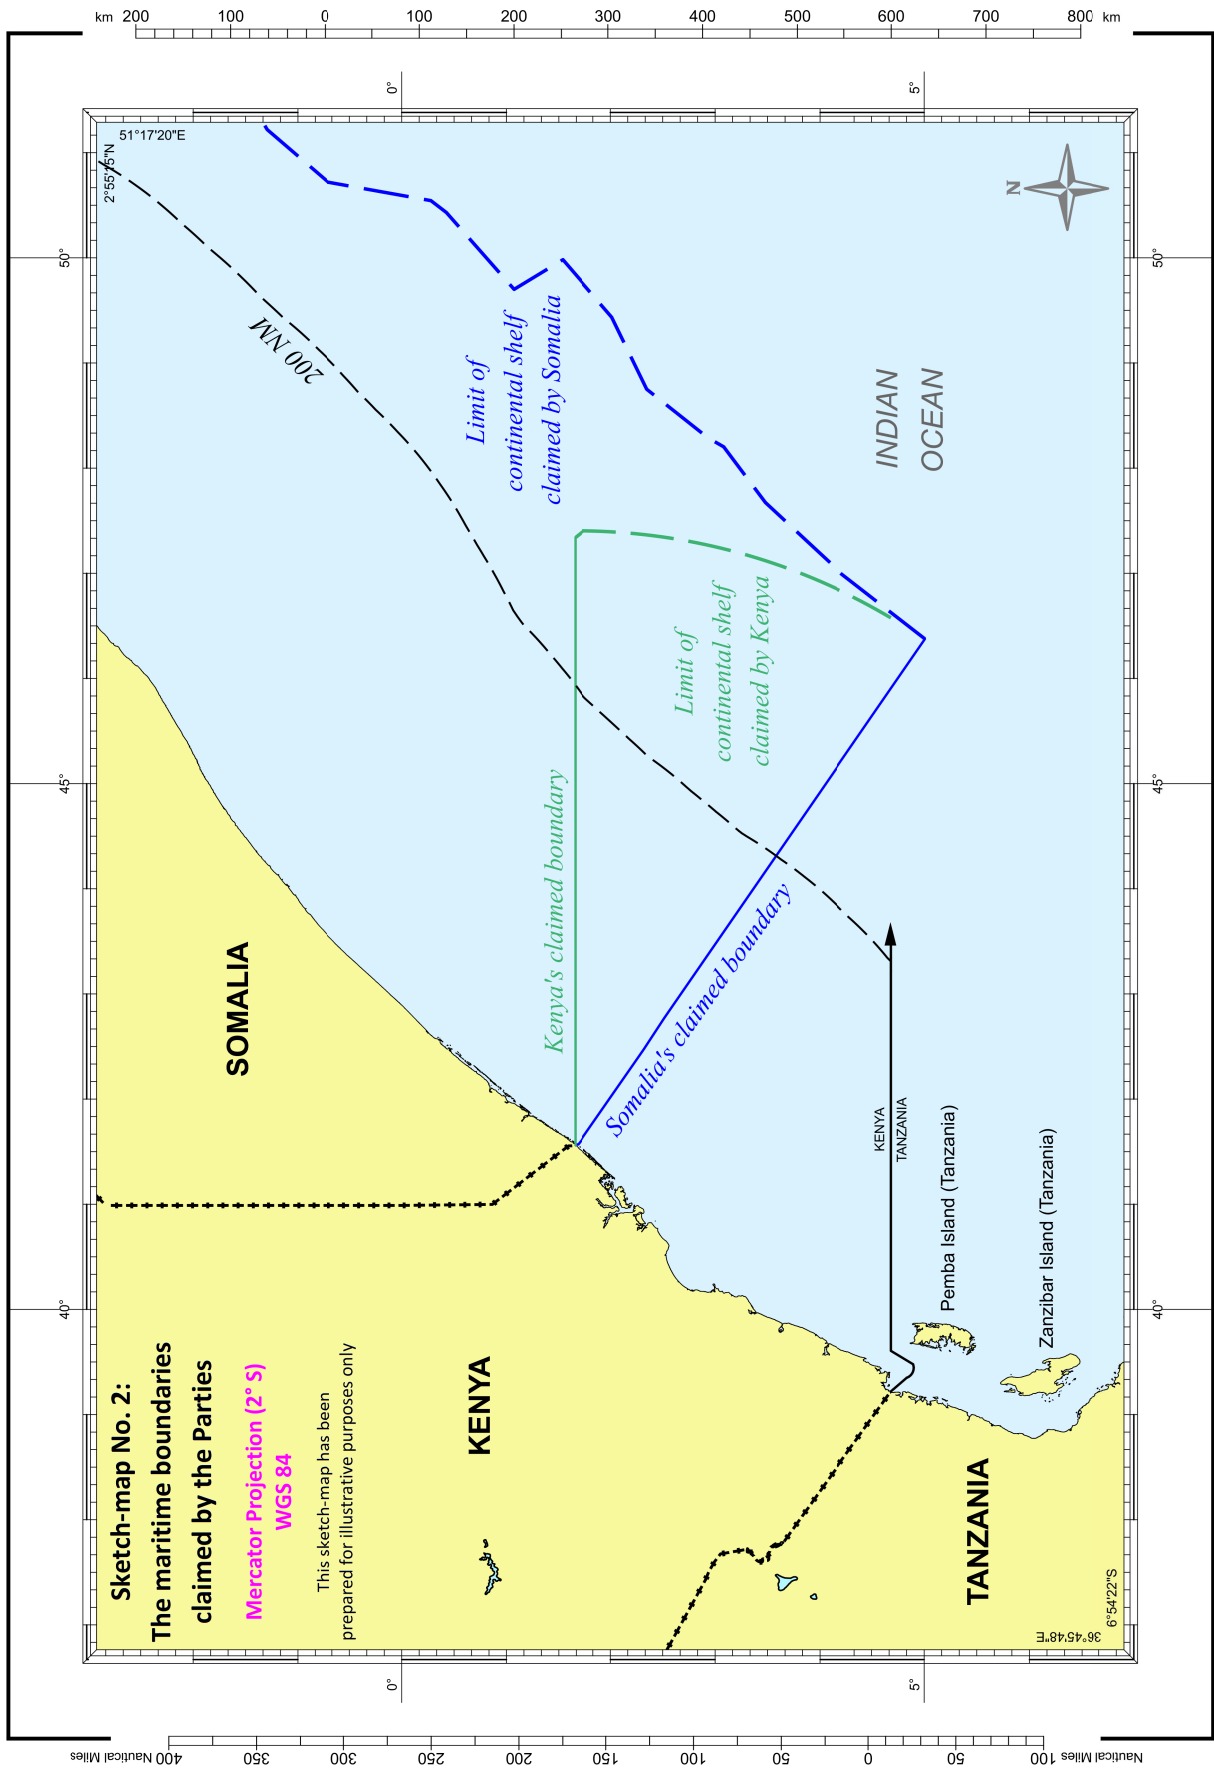 km 200 100 0 100 200 300 400 500 600 700 800 km
0°
5°
51°17'20"E
2°55'15"N
50°
50°
45°
45°
40°
40°
0°
5°
Sketch-map No. 2:
The maritime boundaries
claimed by the Parties
Mercator Projection (2° S)
WGS 84
This sketch-map has been
prepared for illustrative purposes only
SOMALIA
KENYA
TANZANIA
200 NM
Limit of
continental shelf
claimed by Somalia
Limit of
continental shelf
claimed by Kenya
Kenya's claimed boundary
Somalia's claimed boundary
INDIAN
OCEAN
N
KENYA
TANZANIA
Pemba Island (Tanzania)
Zanzibar Island (Tanzania)
6°54'22"S
36°45'48"E
Nautical Miles 400 350 300 250 200 150 100 50 0 50 100 Nautical Miles